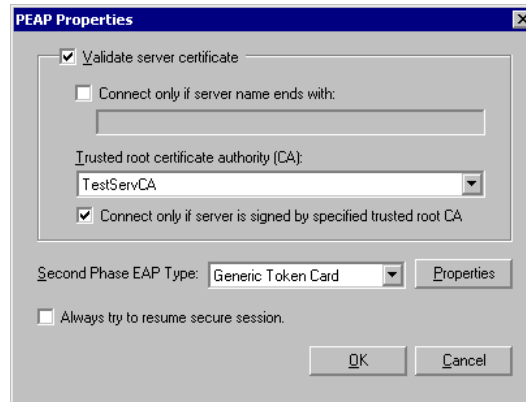 PEAP Properties
Validate server certificate
Connect only if server name ends with:
Trusted root certificate authority (CA):
TestServCA
Connect only if server is signed by specified trusted root CA
Second Phase EAP Type: Generic Token Card Properties
Always try to resume secure session.
OK Cancel